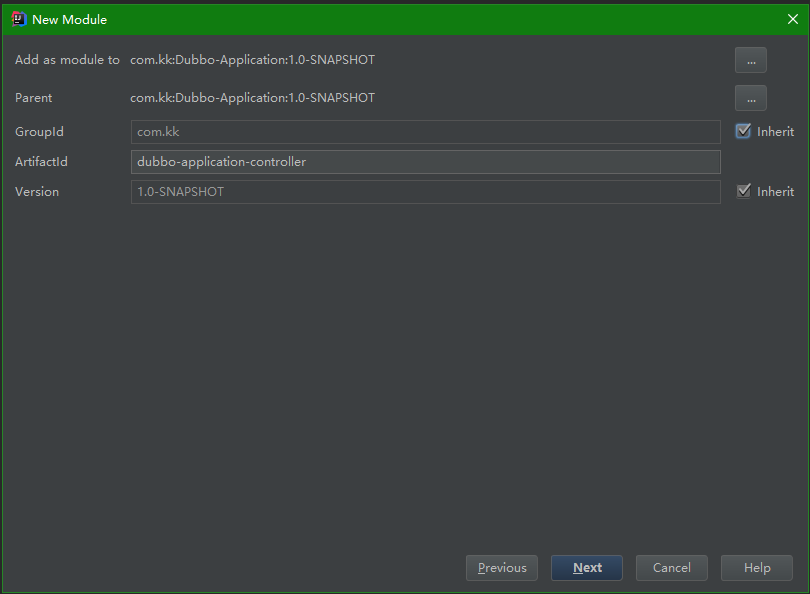 New Module
Add as module to com.kk:Dubbo-Application:1.0-SNAPSHOT ...
Parent com.kk:Dubbo-Application:1.0-SNAPSHOT ...
GroupId com.kk Inherit
ArtifactId dubbo-application-controller
Version 1.0-SNAPSHOT Inherit
Previous Next Cancel Help